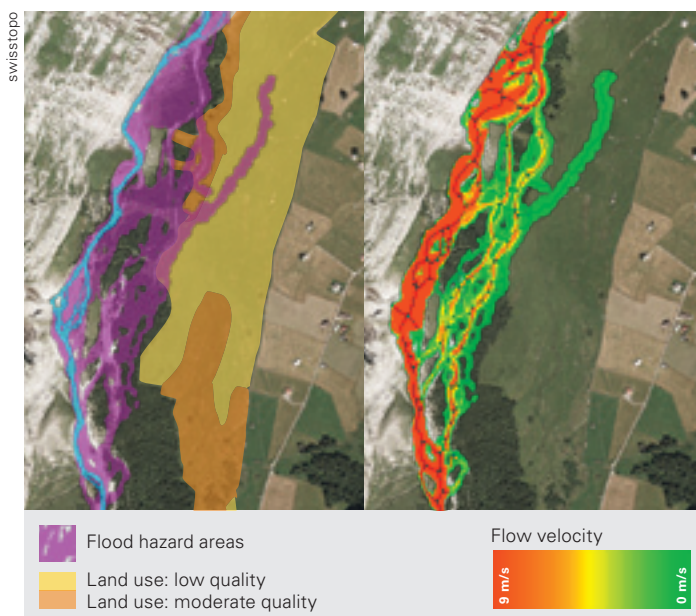 swisstopo
Flood hazard areas
Land use: low quality
Land use: moderate quality
Flow velocity
9 m/s
0 m/s